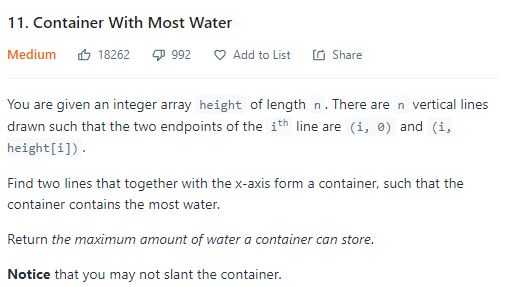 11. Container With Most Water
Medium 18262 992 Add to List Share
You are given an integer array height of length n. There are n vertical lines
drawn such that the two endpoints of the ith line are (i, 0) and (i,
height[i]).
Find two lines that together with the x-axis form a container, such that the
container contains the most water.
Return the maximum amount of water a container can store.
Notice that you may not slant the container.